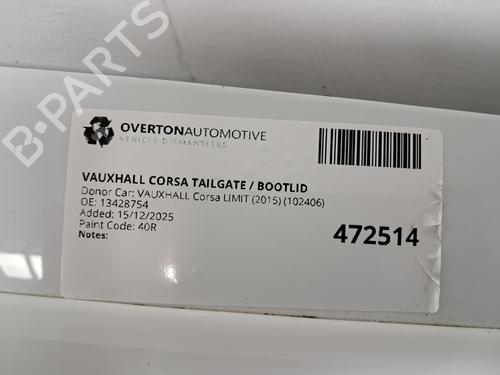 B-PARTS
OVERTONAUTOMOTIVE
VEHICLE DISMANTLERS
VAUXHALL CORSA TAILGATE / BOOTLID
Donor Car: VAUXHALL Corsa LIMIT (2015) (102406)
OE: 13428754
Added: 15/12/2025
Paint Code: 40R
Notes:
472514